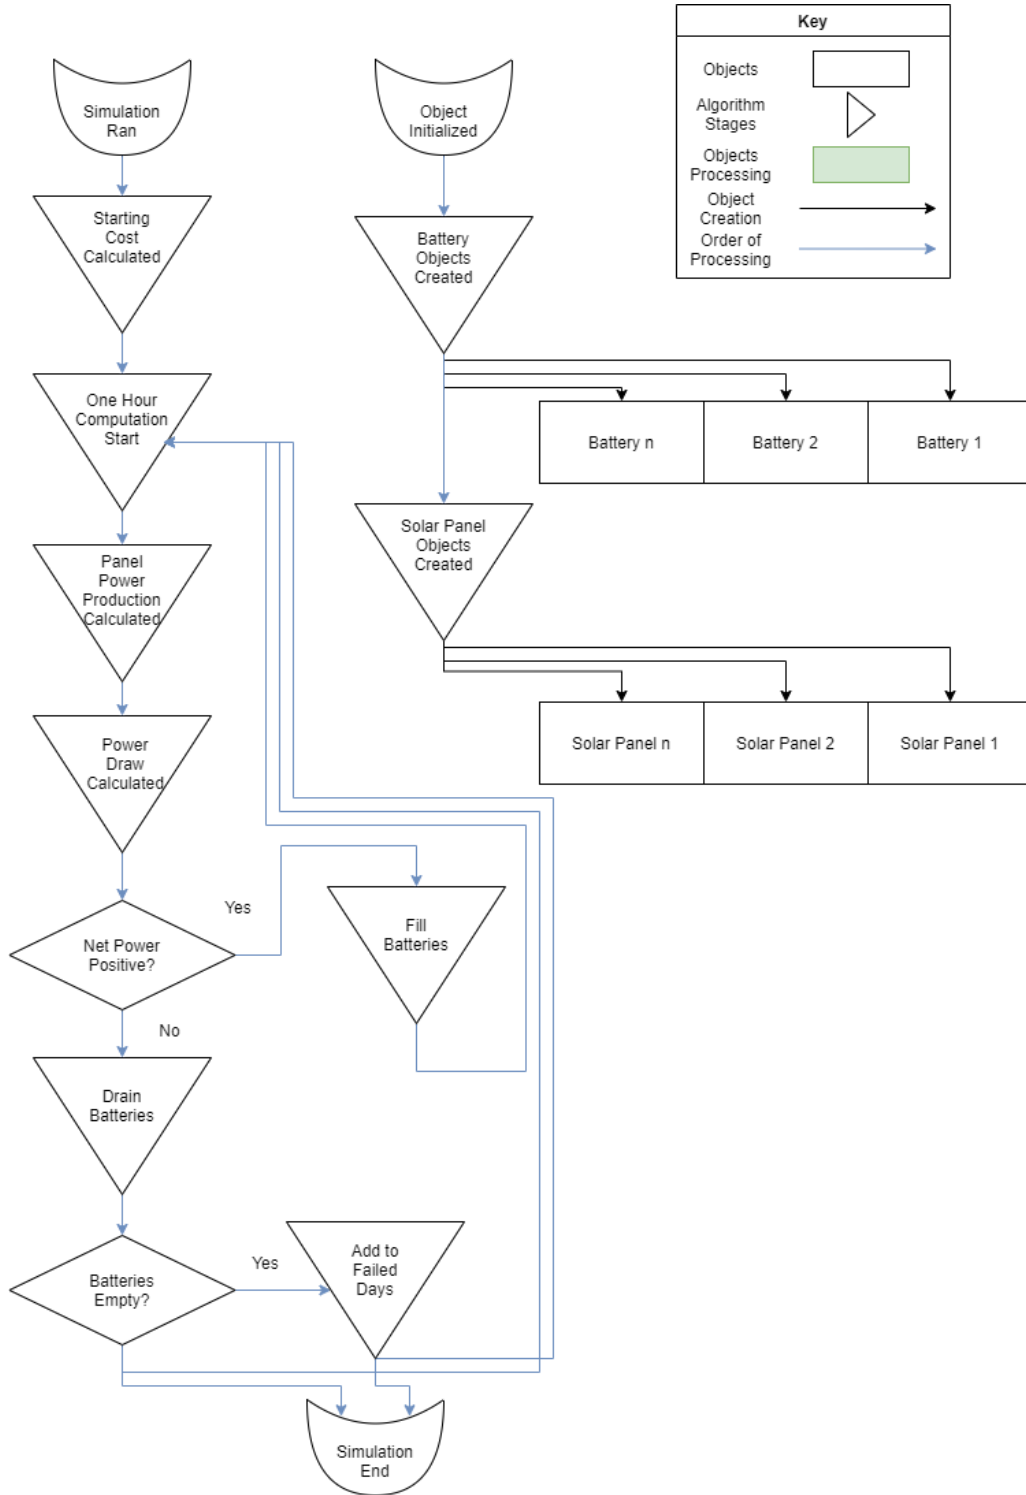 Key
Objects
Algorithm
Stages
Objects
Processing
Object
Creation
Order of
Processing
Simulation
Ran
Starting
Cost
Calculated
One Hour
Computation
Start
Panel
Power
Production
Calculated
Power
Draw
Calculated
Net Power
Positive?
Yes
Fill
Batteries
No
Drain
Batteries
Batteries
Empty?
Yes
Add to
Failed
Days
Simulation
End
Object
Initialized
Battery
Objects
Created
Battery n
Battery 2
Battery 1
Solar Panel
Objects
Created
Solar Panel n
Solar Panel 2
Solar Panel 1